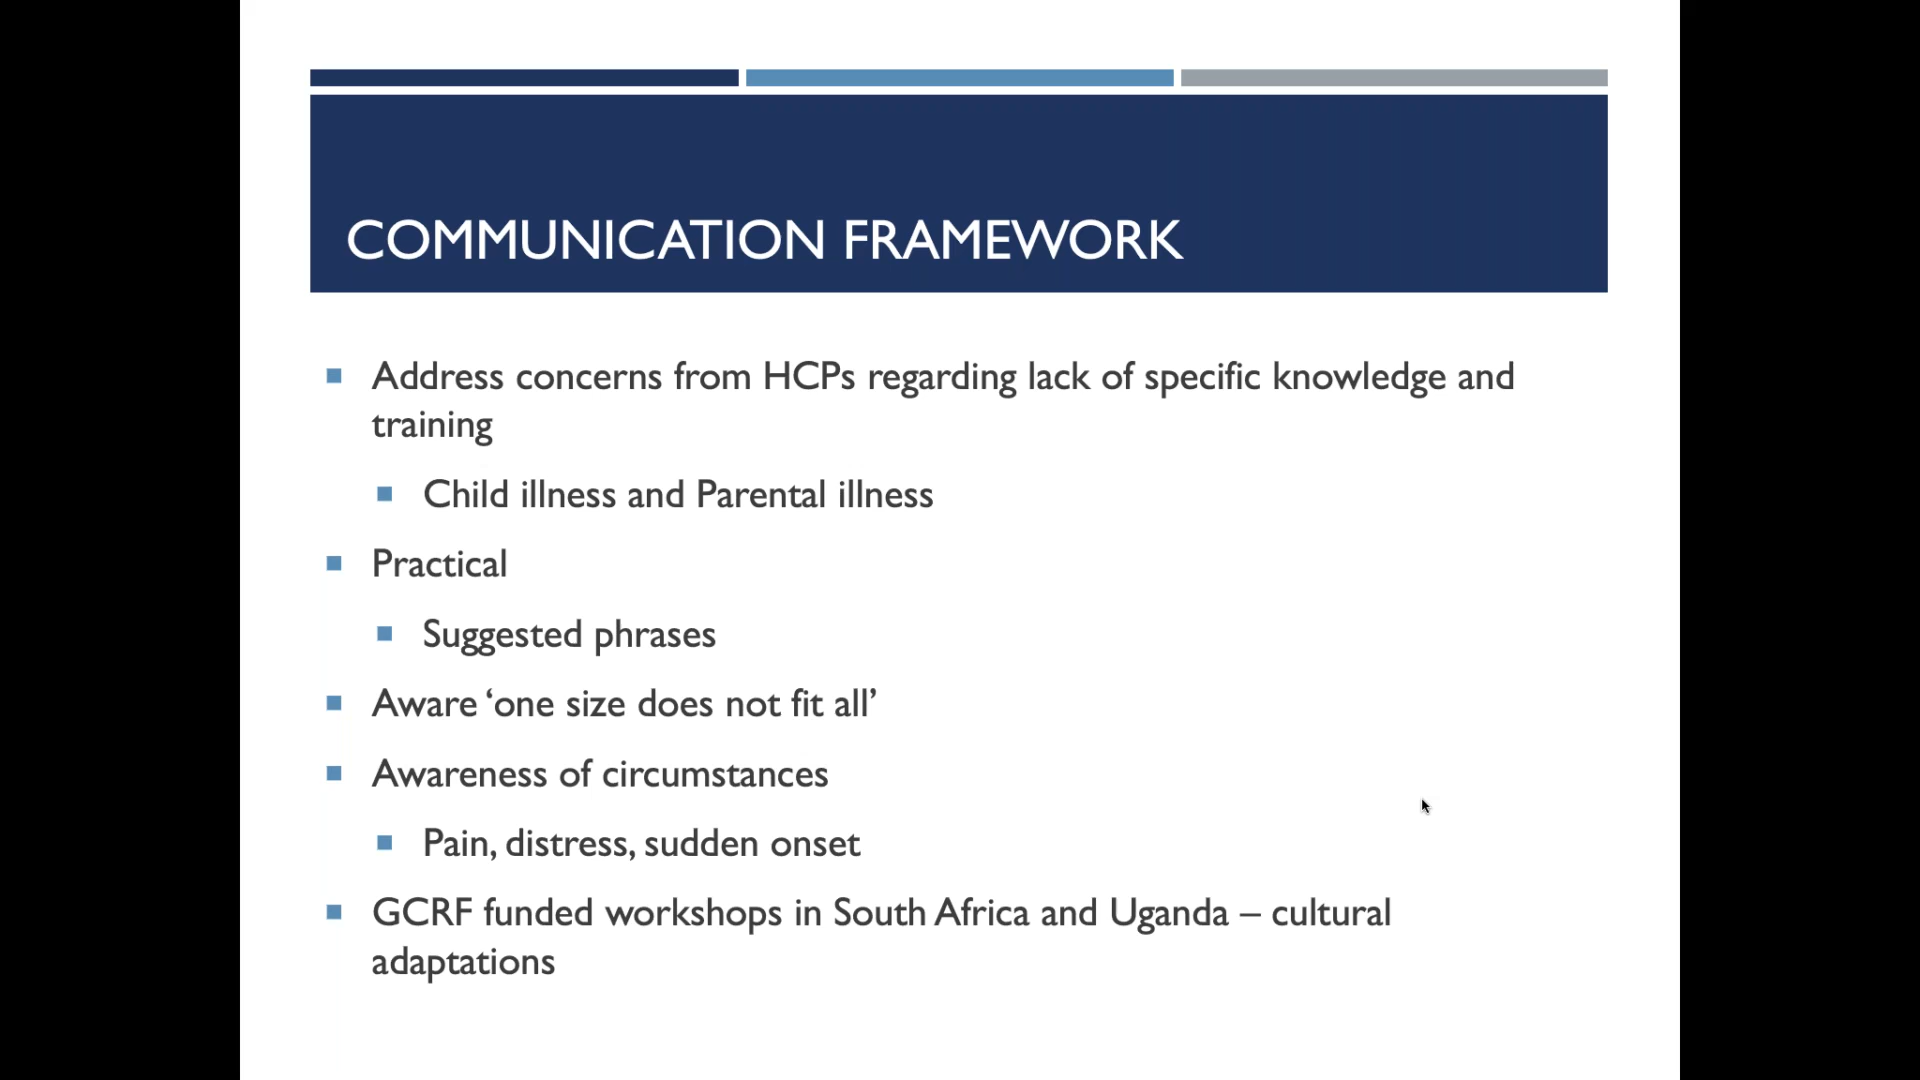 COMMUNICATION FRAMEWORK
Address concerns from HCPs regarding lack of specific knowledge and
training
Child illness and Parental illness
Practical
Suggested phrases
Aware ‘one size does not fit all’
Awareness of circumstances
Pain, distress, sudden onset
GCRF funded workshops in South Africa and Uganda – cultural
adaptations